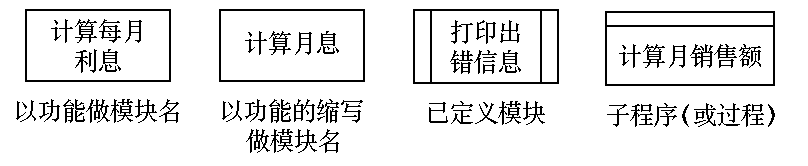 计算每月
利息
以功能做模块名
计算月息
以功能的缩写
做模块名
打印出
错信息
已定义模块
计算月销售额
子程序(或过程)